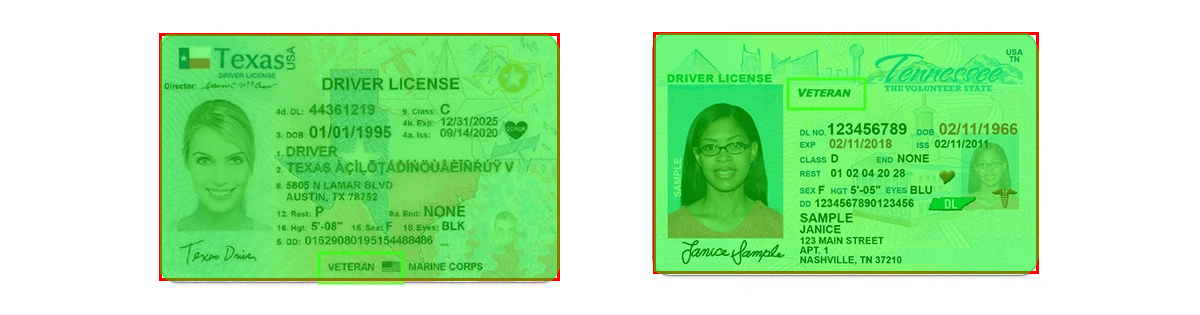 Texas USA
DRIVER LICENSE
Director:
DRIVER LICENSE
4d. DL: 44361219 9. Class: C
4b. Exp: 12/31/2025
3. DOB: 01/01/1995 4a. Iss: 09/14/2020
DONOR
1. DRIVER
2. TEXAS ÀÇÌĻÕŢÁĎÍŃÖÙÂÈĨÑŔÚŸ V
8. 5805 N LAMAR BLVD
AUSTIN, TX 78752
12. Rest: P 9a. End: NONE
16. Hgt: 5'-08" 15. Sex: F 18. Eyes: BLK
5. DD: 01629080195154488486
Texas Driver
VETERAN MARINE CORPS
USA
TN
Tennessee
THE VOLUNTEER STATE
DRIVER LICENSE
VETERAN
SAMPLE
DL NO. 123456789 DOB 02/11/1966
EXP 02/11/2018 ISS 02/11/2011
CLASS D END NONE
REST 01 02 04 20 28
SEX F HGT 5'-05" EYES BLU
DD 1234567890123456 DL
SAMPLE
JANICE
123 MAIN STREET
APT. 1
NASHVILLE, TN 37210
Janice Sample